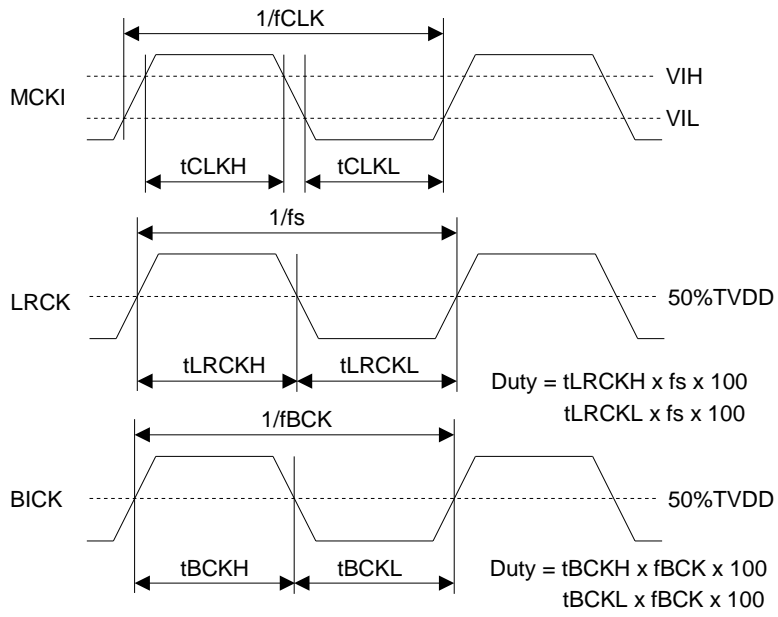 1/fCLK
MCKI
VIH
VIL
tCLKH
tCLKL
1/fs
LRCK
50%TVDD
tLRCKH
tLRCKL
Duty = tLRCKH x fs x 100
tLRCKL x fs x 100
1/fBCK
BICK
50%TVDD
tBCKH
tBCKL
Duty = tBCKH x fBCK x 100
tBCKL x fBCK x 100